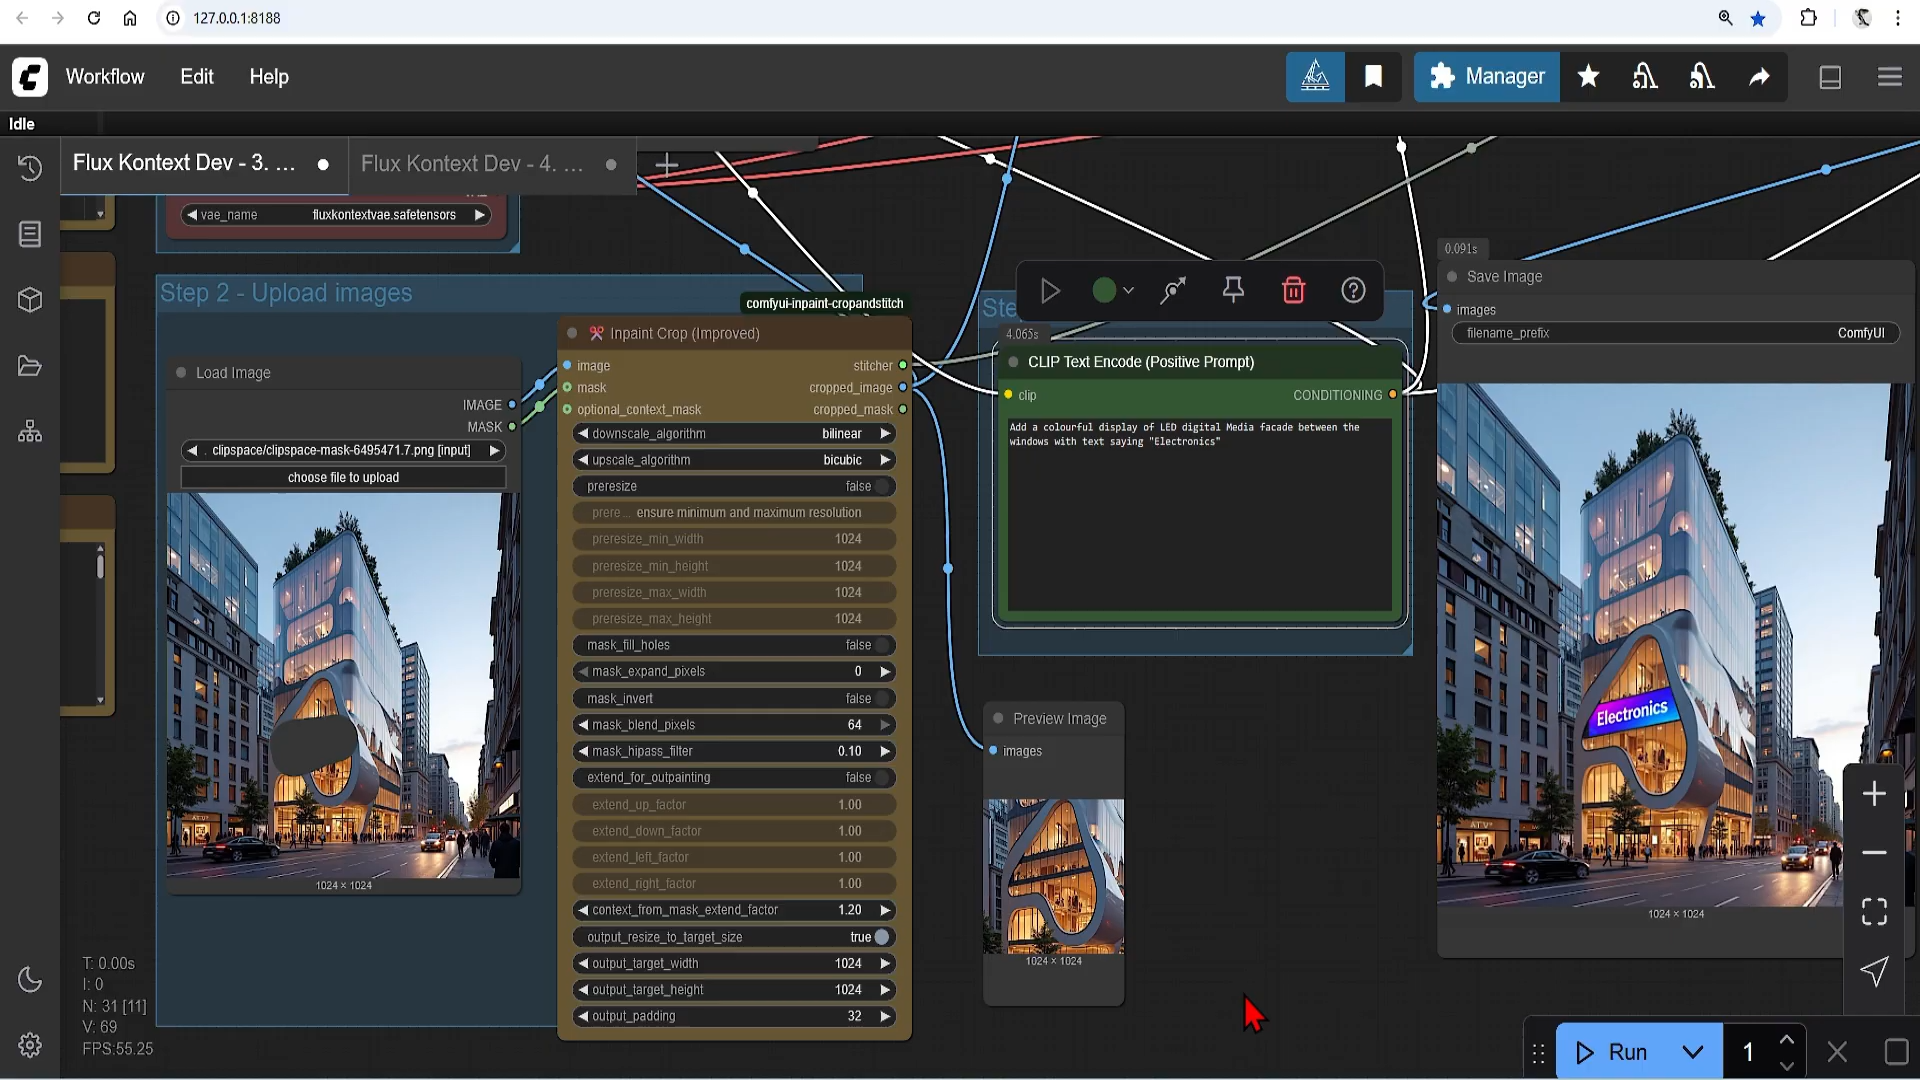 127.0.0.1:8188
Workflow
Edit
Help
Manager
Idle
Flux Kontext Dev - 3. ...
Flux Kontext Dev - 4. ...
vae_name
fluxkontextvae.safetensors
Step 2 - Upload images
comfyui-inpaint-cropandstitch
Load Image
IMAGE
MASK
clipspace/clipspace-mask-6495471.7.png [input]
choose file to upload
1024 × 1024
Inpaint Crop (Improved)
image
stitcher
mask
cropped_image
optional_context_mask
cropped_mask
downscale_algorithm
bilinear
upscale_algorithm
bicubic
preresize
false
prere ... ensure minimum and maximum resolution
preresize_min_width
1024
preresize_min_height
1024
preresize_max_width
1024
preresize_max_height
1024
mask_fill_holes
false
mask_expand_pixels
0
mask_invert
false
mask_blend_pixels
64
mask_hipass_filter
0.10
extend_for_outpainting
false
extend_up_factor
1.00
extend_down_factor
1.00
extend_left_factor
1.00
extend_right_factor
1.00
context_from_mask_extend_factor
1.20
output_resize_to_target_size
true
output_target_width
1024
output_target_height
1024
output_padding
32
Ste
4.065s
CLIP Text Encode (Positive Prompt)
clip
CONDITIONING
Add a colourful display of LED digital Media facade between the
windows with text saying "Electronics"
Preview Image
images
1024 × 1024
0.091s
Save Image
images
filename_prefix
ComfyUI
Electronics
1024 × 1024
T: 0.00s
I: 0
N: 31 [11]
V: 69
FPS:55.25
Run
1